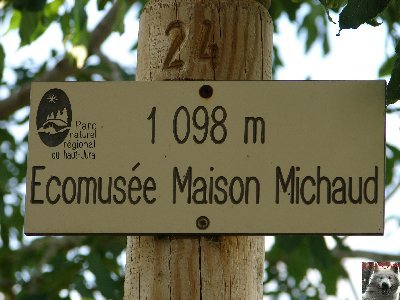 24
1 098 m
Parc
naturel
régional
du haut-Jura
Ecomusée Maison Michaud